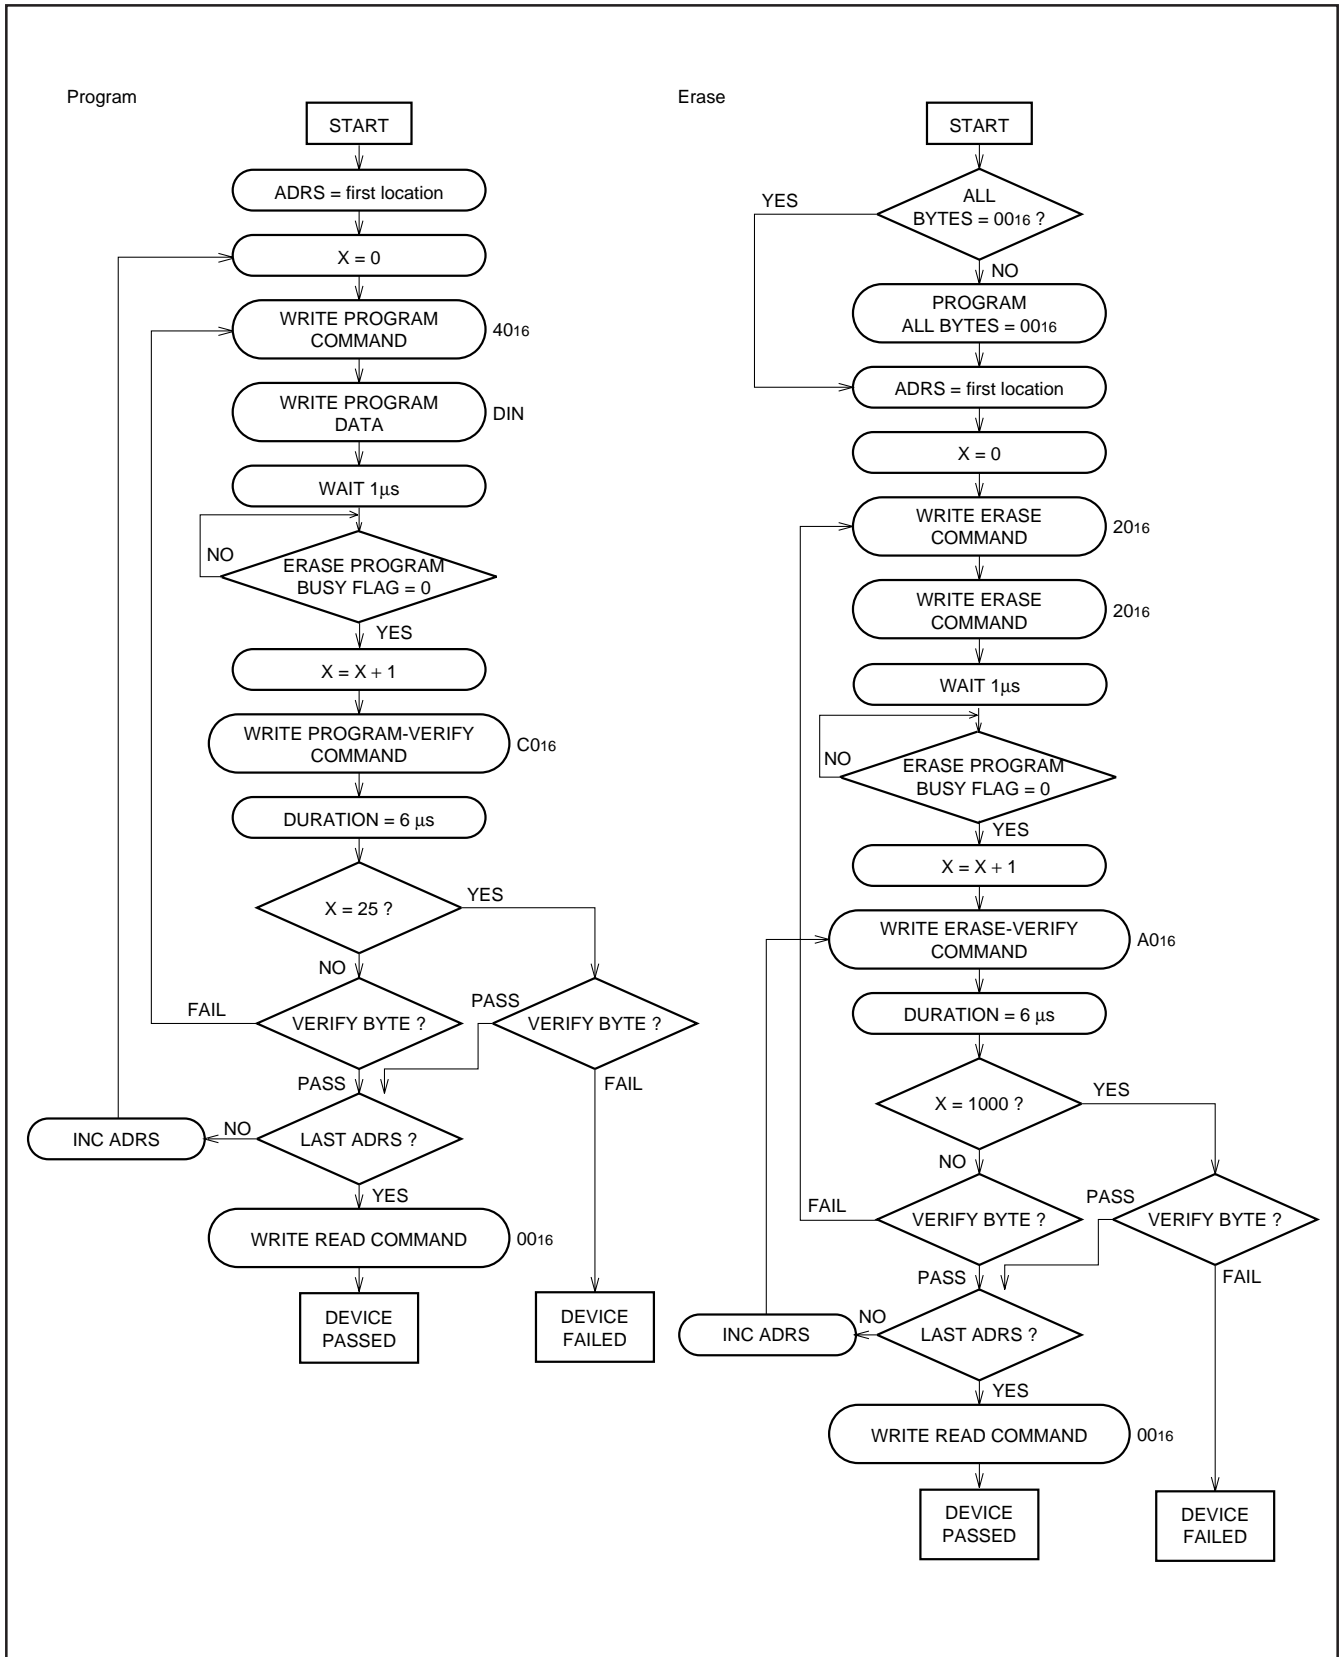 Program
START
ADRS = first location
X = 0
WRITE PROGRAM
COMMAND
4016
WRITE PROGRAM
DATA
DIN
WAIT 1μs
NO
ERASE PROGRAM
BUSY FLAG = 0
YES
X = X + 1
WRITE PROGRAM-VERIFY
COMMAND
C016
DURATION = 6 μs
X = 25 ?
YES
NO
FAIL
VERIFY BYTE ?
PASS
VERIFY BYTE ?
PASS
FAIL
INC ADRS
NO
LAST ADRS ?
YES
WRITE READ COMMAND
0016
DEVICE
PASSED
DEVICE
FAILED
Erase
START
YES
ALL
BYTES = 0016 ?
NO
PROGRAM
ALL BYTES = 0016
ADRS = first location
X = 0
WRITE ERASE
COMMAND
2016
WRITE ERASE
COMMAND
2016
WAIT 1μs
NO
ERASE PROGRAM
BUSY FLAG = 0
YES
X = X + 1
WRITE ERASE-VERIFY
COMMAND
A016
DURATION = 6 μs
X = 1000 ?
YES
NO
FAIL
VERIFY BYTE ?
PASS
VERIFY BYTE ?
PASS
FAIL
INC ADRS
NO
LAST ADRS ?
YES
WRITE READ COMMAND
0016
DEVICE
PASSED
DEVICE
FAILED